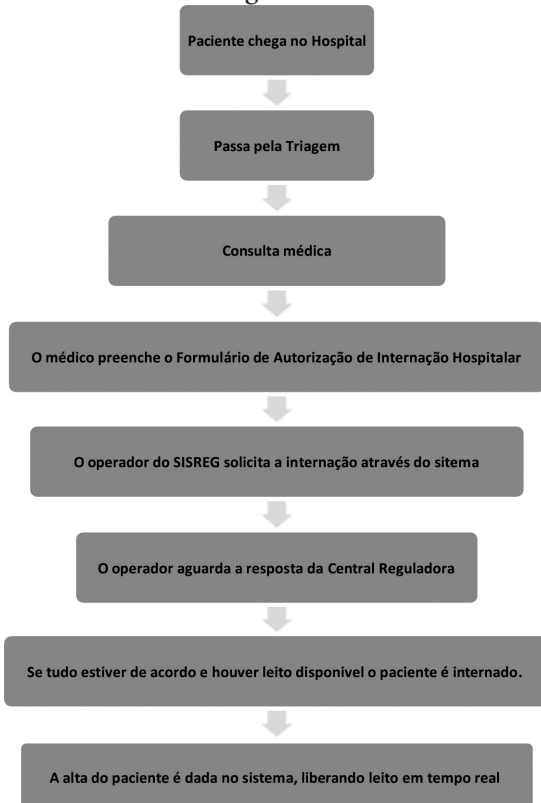 Paciente chega no Hospital
Passa pela Triagem
Consulta médica
O médico preenche o Formulário de Autorização de Internação Hospitalar
O operador do SISREG solicita a internação através do sitema
O operador aguarda a resposta da Central Reguladora
Se tudo estiver de acordo e houver leito disponivel o paciente é internado.
A alta do paciente é dada no sistema, liberando leito em tempo real